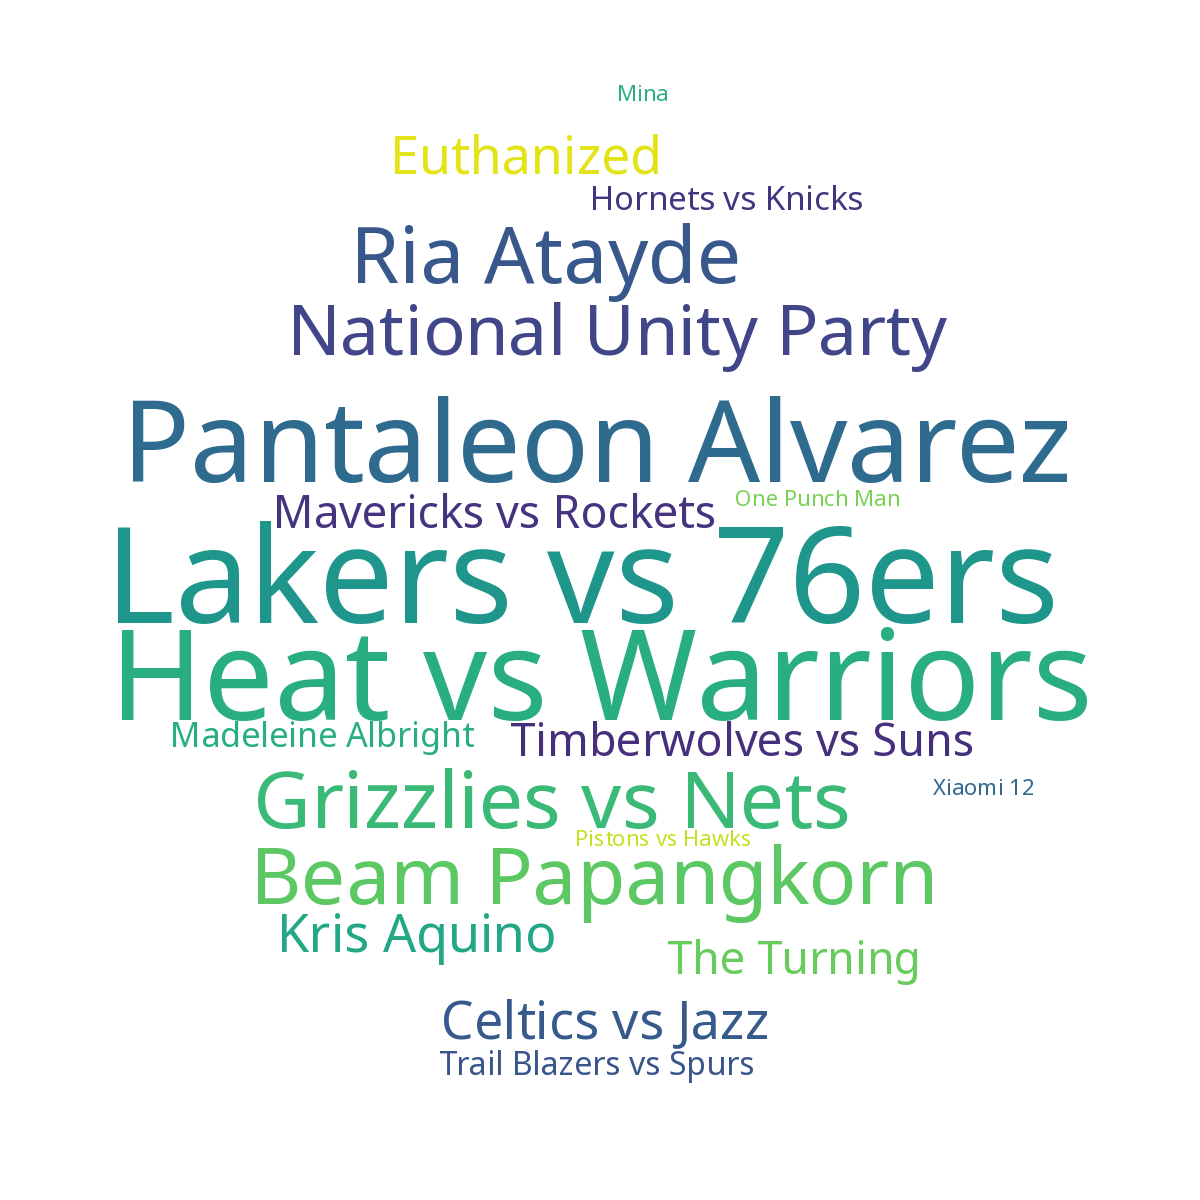 Mina
Euthanized
Hornets vs Knicks
Ria Atayde
National Unity Party
Pantaleon Alvarez
Mavericks vs Rockets
One Punch Man
Lakers vs 76ers
Heat vs Warriors
Madeleine Albright
Timberwolves vs Suns
Grizzlies vs Nets
Xiaomi 12
Pistons vs Hawks
Beam Papangkorn
Kris Aquino
The Turning
Celtics vs Jazz
Trail Blazers vs Spurs